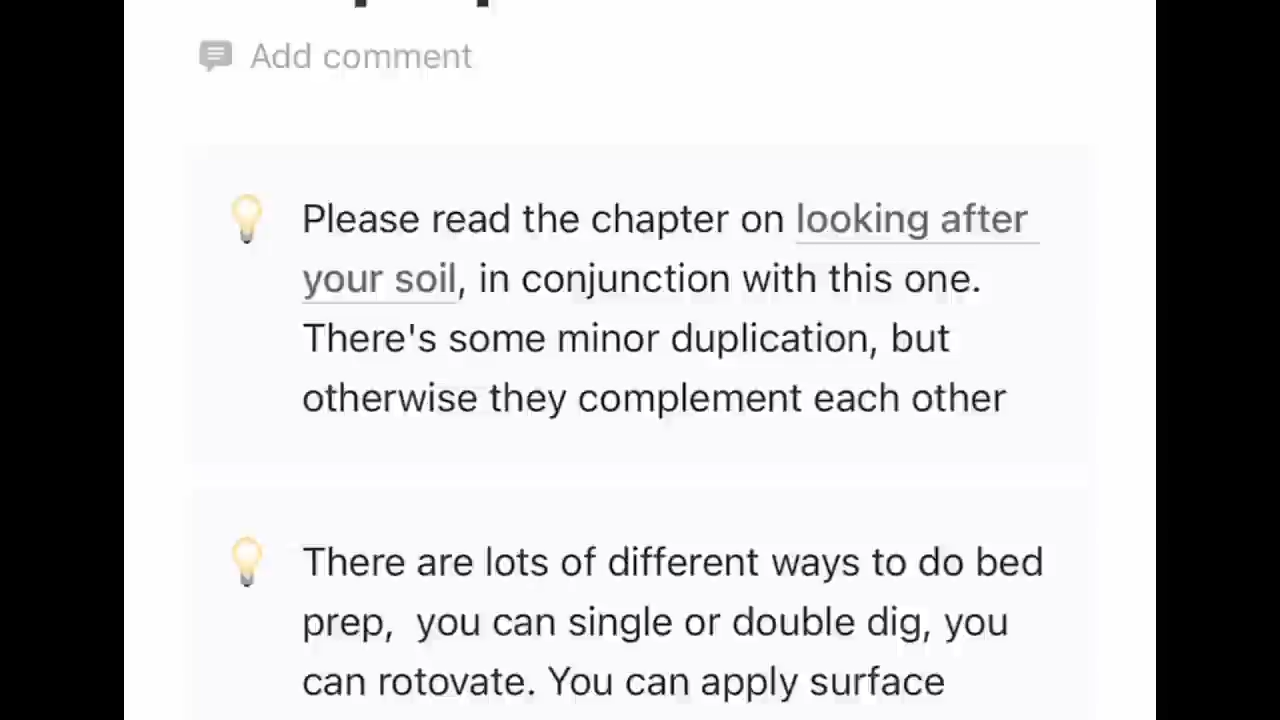 Add comment
Please read the chapter on looking after
your soil, in conjunction with this one.
There's some minor duplication, but
otherwise they complement each other
There are lots of different ways to do bed
prep,  you can single or double dig, you
can rotovate. You can apply surface